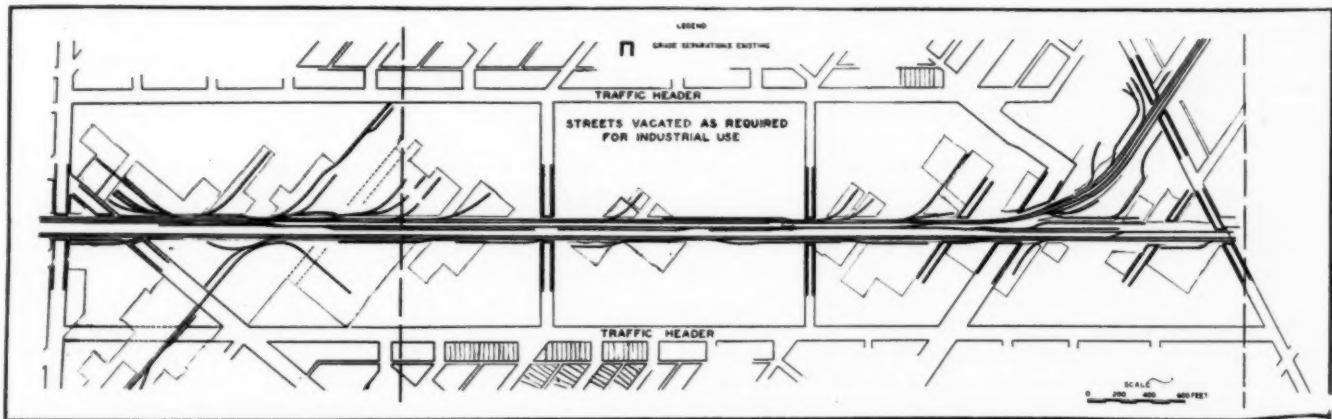 LEGEND
GRADE SEPARATIONS EXISTING
TRAFFIC HEADER
STREETS VACATED AS REQUIRED
FOR INDUSTRIAL USE
TRAFFIC HEADER
SCALE
0 200 400 600 FEET